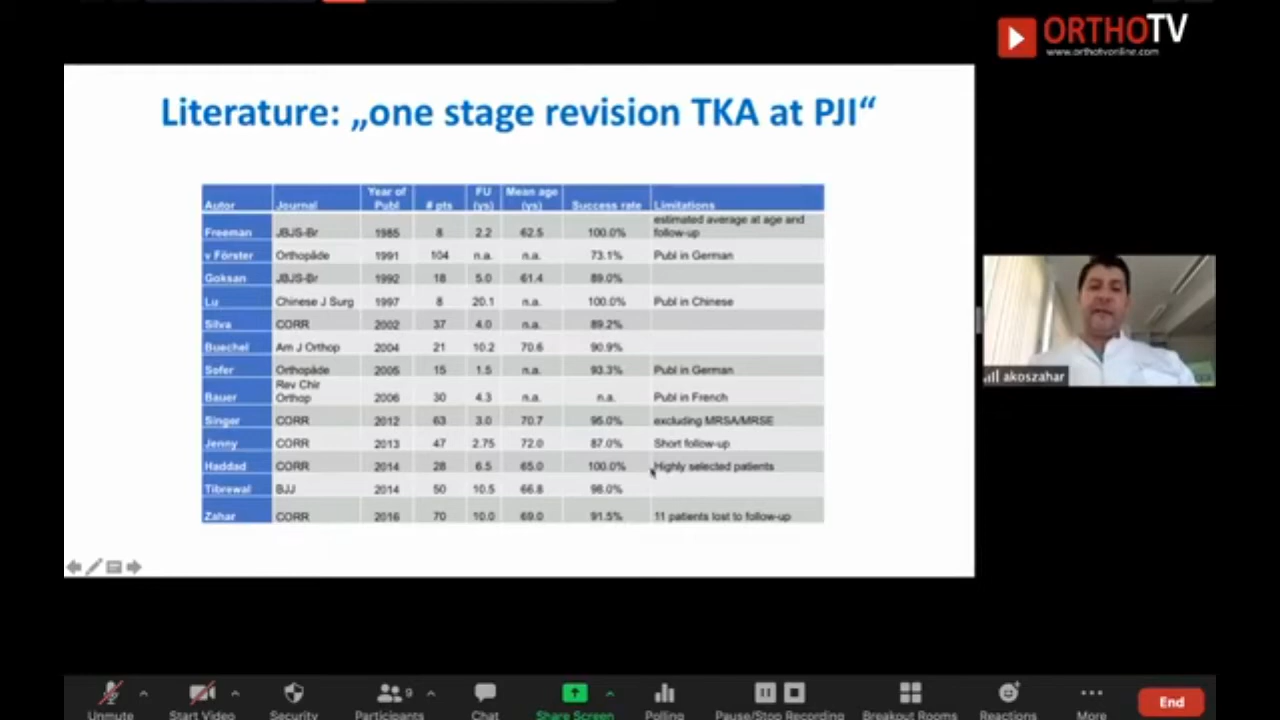 ORTHOTV
www.orthotvonline.com
Literature: „one stage revision TKA at PJI“
Autor Journal Year of Publ # pts FU (ys) Mean age (ys) Success rate Limitations
Freeman JBJS-Br 1985 8 2.2 62.5 100.0% estimated average at age and follow-up
v Förster Orthopäde 1991 104 n.a. n.a. 73.1% Publ in German
Goksan JBJS-Br 1992 18 5.0 61.4 89.0%
Lu Chinese J Surg 1997 8 20.1 n.a. 100.0% Publ in Chinese
Silva CORR 2002 37 4.0 n.a. 89.2%
Buechel Am J Orthop 2004 21 10.2 70.6 90.9%
Sofer Orthopäde 2005 15 1.5 n.a. 93.3% Publ in German
Bauer Rev Chir Orthop 2006 30 4.3 n.a. n.a. Publ in French
Singer CORR 2012 63 3.0 70.7 95.0% excluding MRSA/MRSE
Jenny CORR 2013 47 2.75 72.0 87.0% Short follow-up
Haddad CORR 2014 28 6.5 65.0 100.0% Highly selected patients
Tibrewal BJJ 2014 50 10.5 66.8 98.0%
Zahar CORR 2016 70 10.0 69.0 91.5% 11 patients lost to follow-up
akoszahar
9
Unmute Start Video Security Participants Chat Share Screen Polling Pause/Stop Recording Breakout Rooms Reactions More End